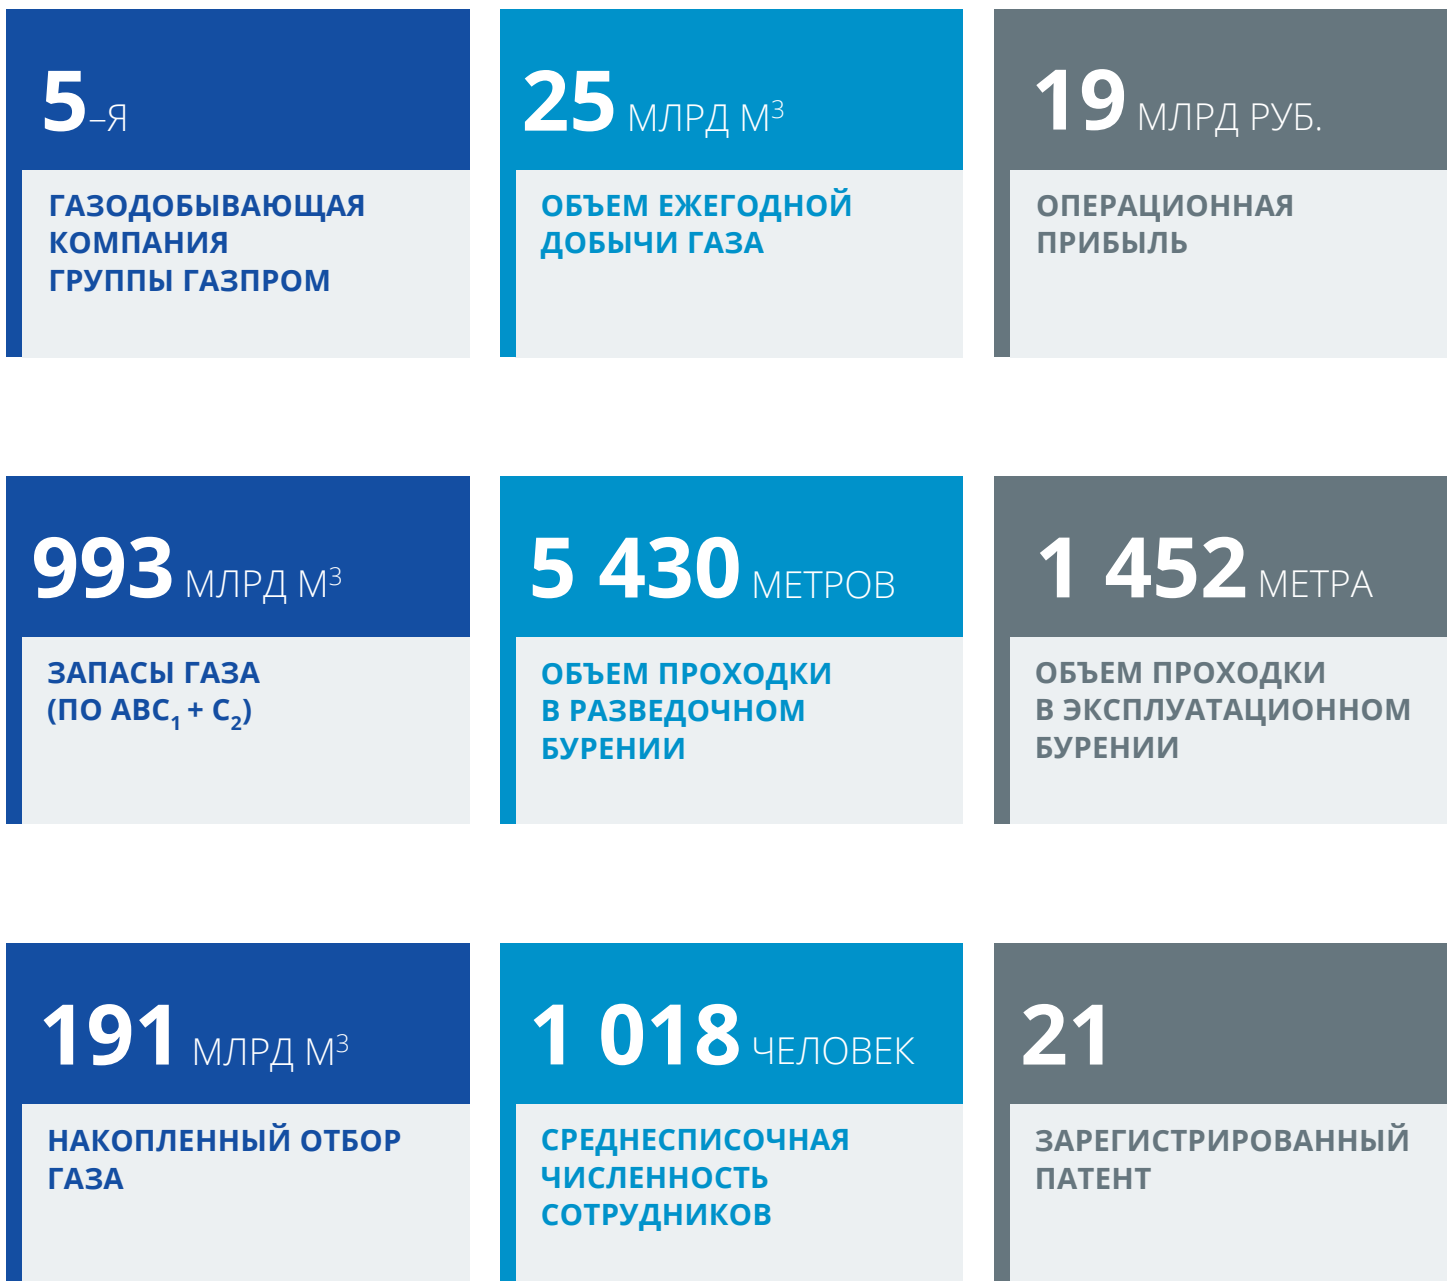 5–Я
ГАЗОДОБЫВАЮЩАЯ
КОМПАНИЯ
ГРУППЫ ГАЗПРОМ
25 МЛРД М³
ОБЪЕМ ЕЖЕГОДНОЙ
ДОБЫЧИ ГАЗА
19 МЛРД РУБ.
ОПЕРАЦИОННАЯ
ПРИБЫЛЬ
993 МЛРД М³
ЗАПАСЫ ГАЗА
(ПО АВС₁ + С₂)
5 430 МЕТРОВ
ОБЪЕМ ПРОХОДКИ
В РАЗВЕДОЧНОМ
БУРЕНИИ
1 452 МЕТРА
ОБЪЕМ ПРОХОДКИ
В ЭКСПЛУАТАЦИОННОМ
БУРЕНИИ
191 МЛРД М³
НАКОПЛЕННЫЙ ОТБОР
ГАЗА
1 018 ЧЕЛОВЕК
СРЕДНЕСПИСОЧНАЯ
ЧИСЛЕННОСТЬ
СОТРУДНИКОВ
21
ЗАРЕГИСТРИРОВАННЫЙ
ПАТЕНТ